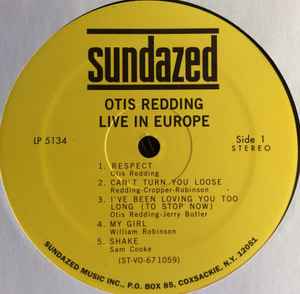 sundazed
OTIS REDDING
LIVE IN EUROPE
LP 5134
Side 1
STEREO
1. RESPECT
Otis Redding
2. CAN'T TURN YOU LOOSE
Redding-Cropper-Robinson
3. I'VE BEEN LOVING YOU TOO
LONG (TO STOP NOW)
Otis Redding-Jerry Butler
4. MY GIRL
William Robinson
5. SHAKE
Sam Cooke
(ST-VO-671059)
SUNDAZED MUSIC INC., P.O. BOX 85, COXSACKIE, N.Y. 12051